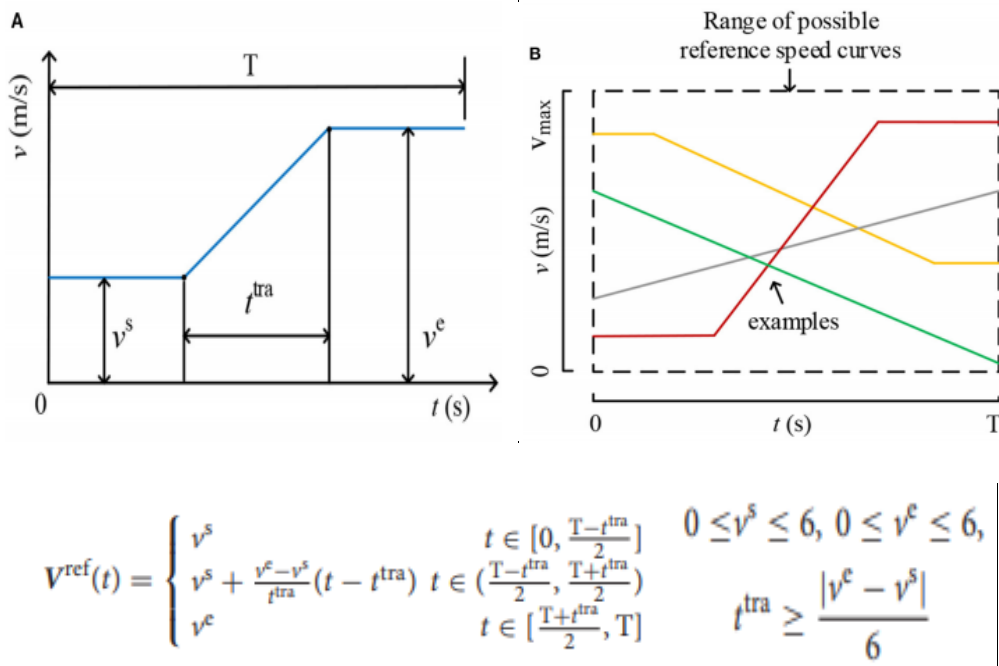 A
T
v (m/s)
t^tra
v^s
v^e
0
t (s)
B
Range of possible
reference speed curves
Vmax
v (m/s)
examples
0
0
t (s)
T
V^ref(t) = { v^s t ∈ [0, (T−t^tra)/2]
v^s + (v^e−v^s)/t^tra (t − t^tra) t ∈ ((T−t^tra)/2, (T+t^tra)/2)
v^e t ∈ [(T+t^tra)/2, T]
0 ≤ v^s ≤ 6, 0 ≤ v^e ≤ 6,
t^tra ≥ |v^e − v^s|/6